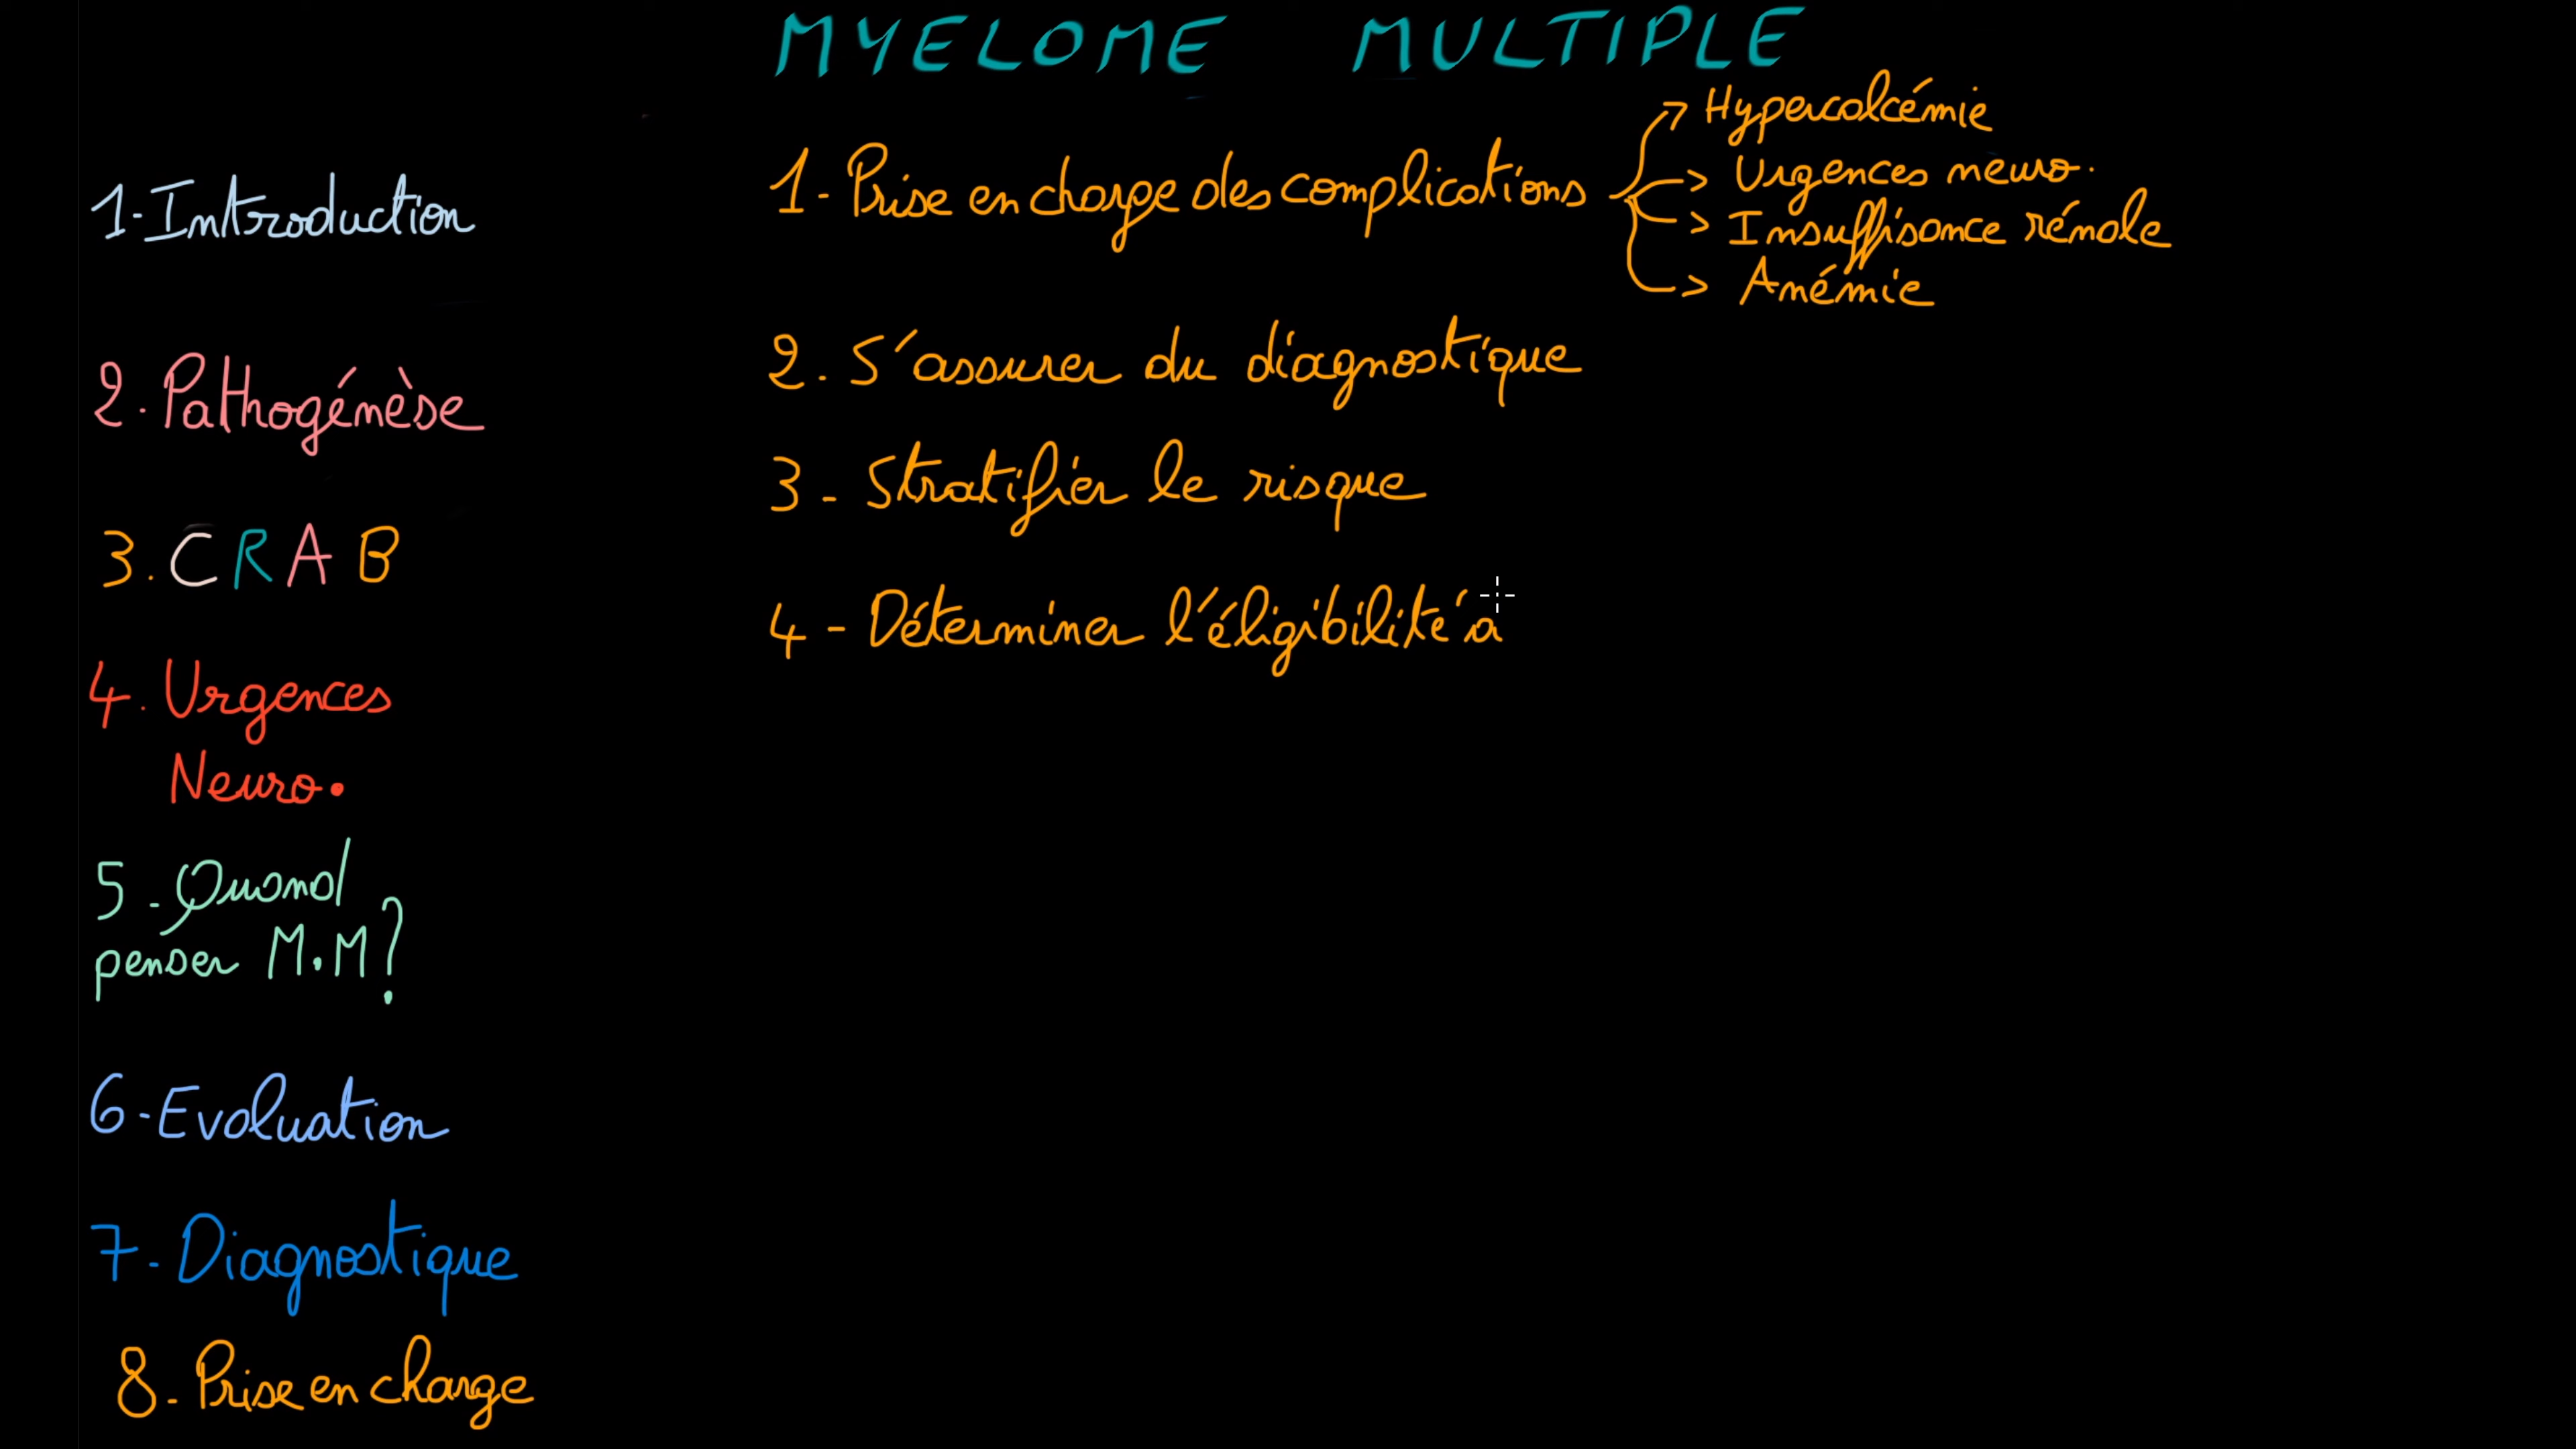 MYELOME MULTIPLE
1-Introduction
2.Pathogénèse
3.CRAB
4.Urgences
Neuro.
5-Quand
penser M.M?
6-Evaluation
7-Diagnostique
8-Prise en charge
1-Prise en charge des complications
→ Hypercalcémie
> Urgences neuro.
> Insuffisance rénale
> Anémie
2. S'assurer du diagnostique
3- Stratifier le risque
4- Déterminer l'éligibilité à